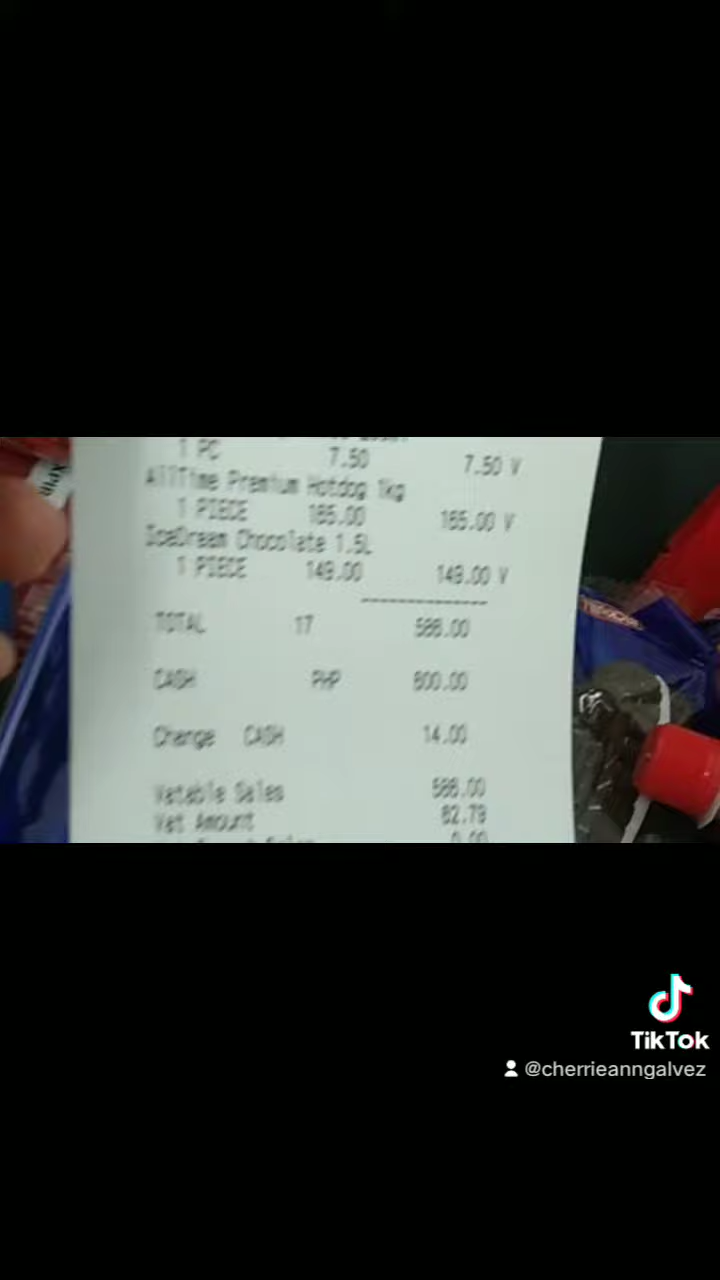 1 PC 7.50 7.50 V
AllTime Premium Hotdog 1kg
1 PIECE 165.00 165.00 V
IceDream Chocolate 1.5L
1 PIECE 149.00 149.00 V
TOTAL 17 586.00
CASH PHP 600.00
Change CASH 14.00
Vatable Sales
Vat Amount 62.79
0.00
TikTok
@cherrieanngalvez